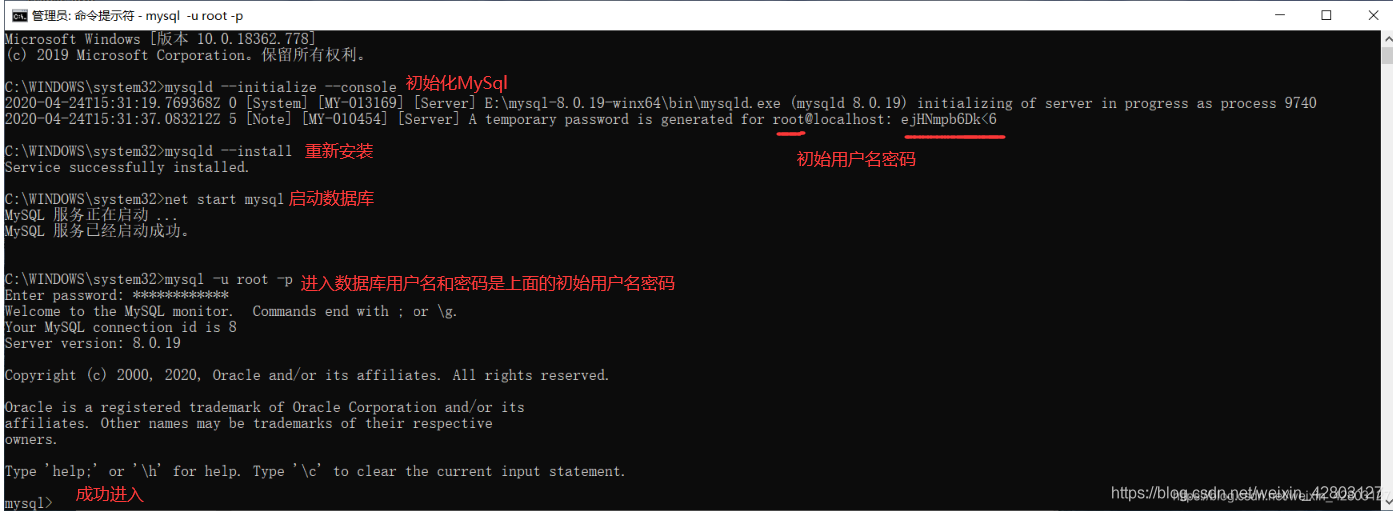 管理员: 命令提示符 - mysql -u root -p
Microsoft Windows [版本 10.0.18362.778]
(c) 2019 Microsoft Corporation。保留所有权利。
C:\WINDOWS\system32>mysqld --initialize --console 初始化MySql
2020-04-24T15:31:19.769368Z 0 [System] [MY-013169] [Server] E:\mysql-8.0.19-winx64\bin\mysqld.exe (mysqld 8.0.19) initializing of server in progress as process 9740
2020-04-24T15:31:37.083212Z 5 [Note] [MY-010454] [Server] A temporary password is generated for root@localhost: ejHNmpb6Dk<6
C:\WINDOWS\system32>mysqld --install 重新安装
初始用户名密码
Service successfully installed.
C:\WINDOWS\system32>net start mysql 启动数据库
MySQL 服务正在启动 ...
MySQL 服务已经启动成功。
C:\WINDOWS\system32>mysql -u root -p 进入数据库用户名和密码是上面的初始用户名密码
Enter password: ************
Welcome to the MySQL monitor.  Commands end with ; or \g.
Your MySQL connection id is 8
Server version: 8.0.19
Copyright (c) 2000, 2020, Oracle and/or its affiliates. All rights reserved.
Oracle is a registered trademark of Oracle Corporation and/or its
affiliates. Other names may be trademarks of their respective
owners.
Type 'help;' or '\h' for help. Type '\c' to clear the current input statement.
mysql> 成功进入
https://blog.csdn.net/weixin_42803127
https://blog.csdn.net/weixin_42803127